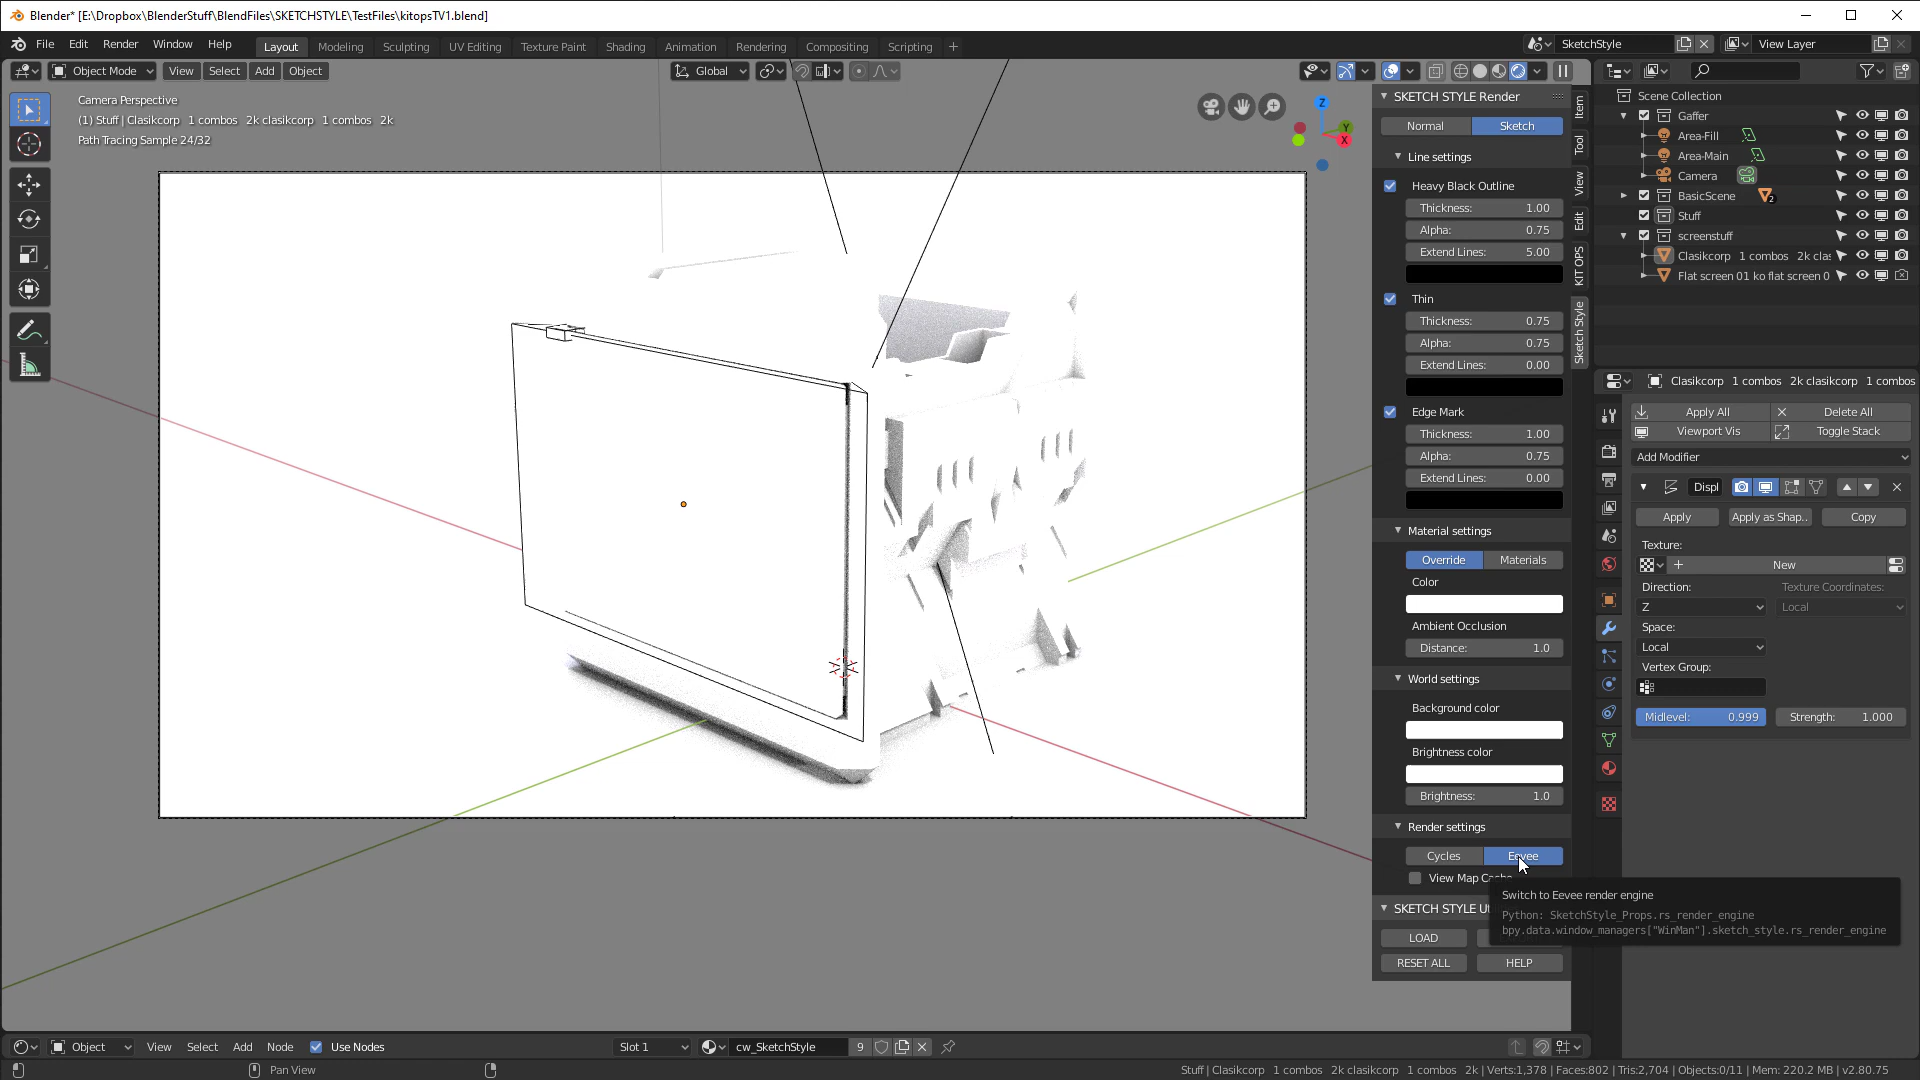 Blender* [E:\Dropbox\BlenderStuff\BlendFiles\SKETCHSTYLE\TestFiles\kitopsTV1.blend]
File Edit Render Window Help Layout Modeling Sculpting UV Editing Texture Paint Shading Animation Rendering Compositing Scripting + SketchStyle View Layer
Object Mode View Select Add Object Global
Camera Perspective
(1) Stuff | Clasikcorp 1 combos 2k clasikcorp 1 combos 2k
Path Tracing Sample 24/32
Z
Y
X
SKETCH STYLE Render
Normal Sketch
Line settings
Heavy Black Outline
Thickness: 1.00
Alpha: 0.75
Extend Lines: 5.00
Thin
Thickness: 0.75
Alpha: 0.75
Extend Lines: 0.00
Edge Mark
Thickness: 1.00
Alpha: 0.75
Extend Lines: 0.00
Material settings
Override Materials
Color
Ambient Occlusion
Distance: 1.0
World settings
Background color
Brightness color
Brightness: 1.0
Render settings
Cycles Eevee
View Map Cache
SKETCH STYLE Ut
LOAD
RESET ALL HELP
Switch to Eevee render engine
Python: SketchStyle_Props.rs_render_engine
bpy.data.window_managers["WinMan"].sketch_style.rs_render_engine
Item
Tool
View
Edit
KIT OPS
Sketch Style
Scene Collection
Gaffer
Area-Fill
Area-Main
Camera
BasicScene 2
Stuff
screenstuff
Clasikcorp 1 combos 2k clas
Flat screen 01 ko flat screen 0
Clasikcorp 1 combos 2k clasikcorp 1 combos
Apply All Delete All
Viewport Vis Toggle Stack
Add Modifier
Displ
Apply Apply as Shap.. Copy
Texture:
New
Direction: Texture Coordinates:
Z Local
Space:
Local
Vertex Group:
Midlevel: 0.999 Strength: 1.000
Object View Select Add Node Use Nodes Slot 1 cw_SketchStyle 9
Pan View
Stuff | Clasikcorp 1 combos 2k clasikcorp 1 combos 2k | Verts:1,378 | Faces:802 | Tris:2,704 | Objects:0/11 | Mem: 220.2 MB | v2.80.75